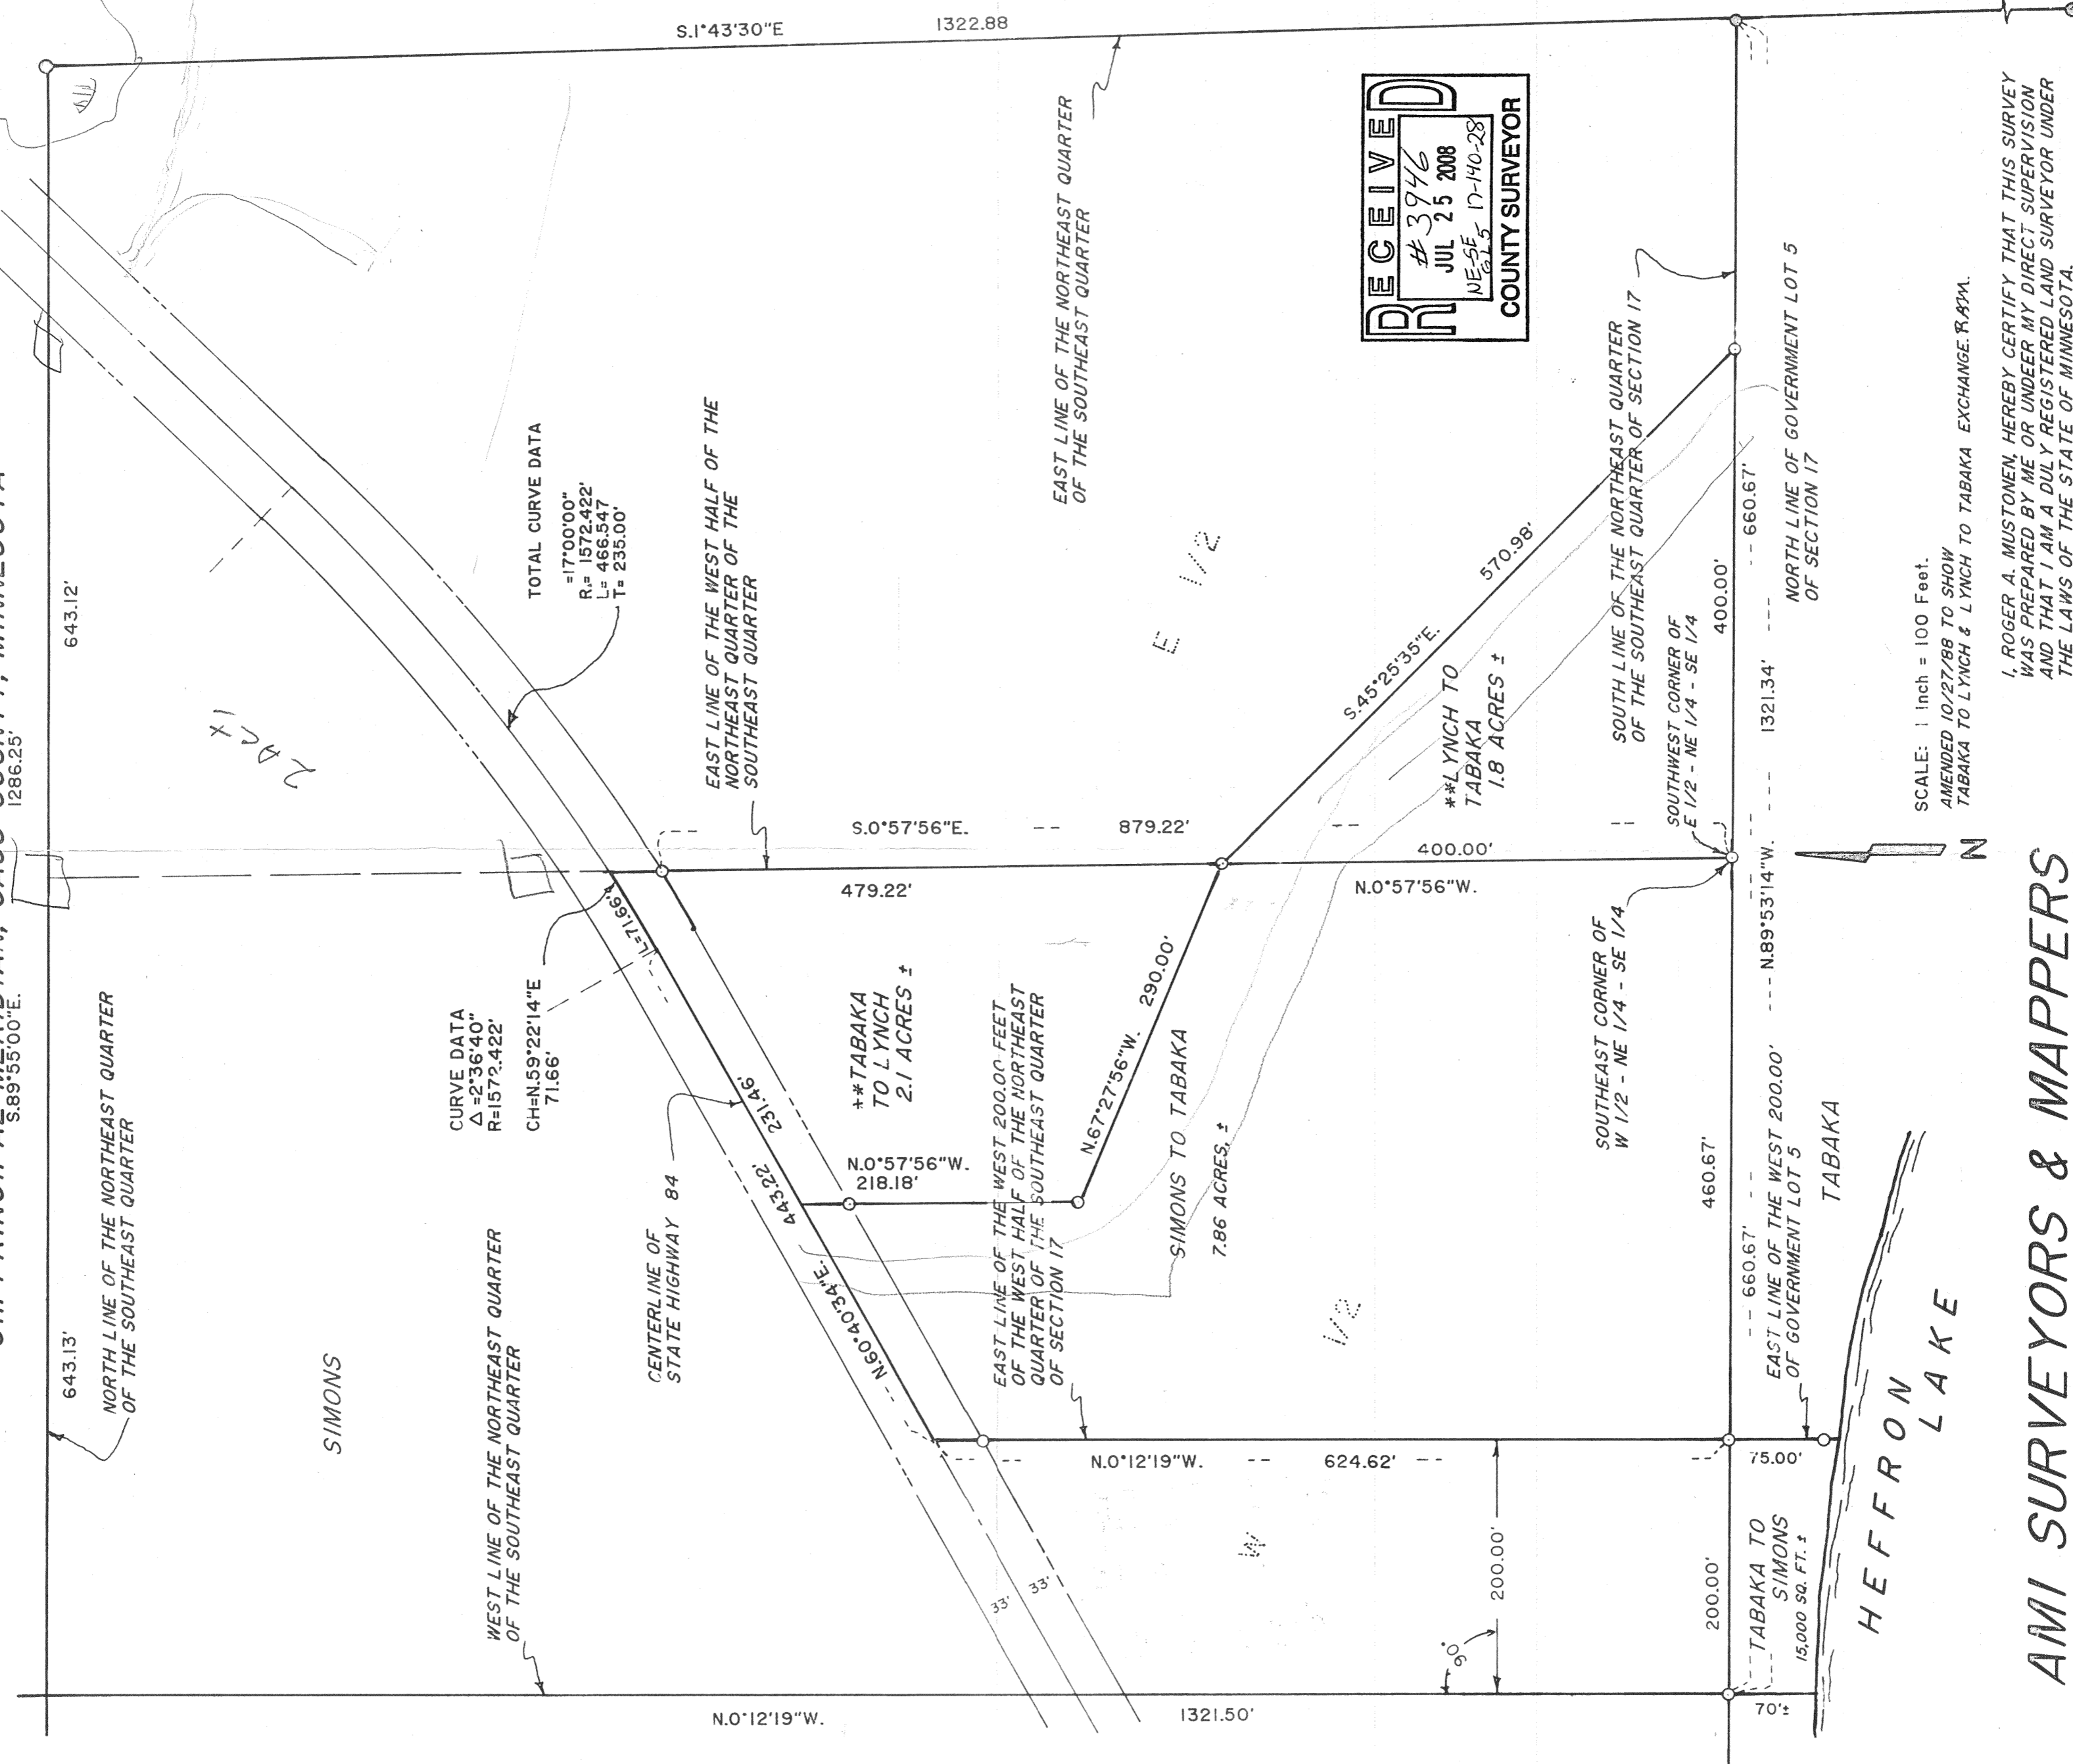 S.89°55'00"E.
1286.25'
643.13'
643.12'
NORTH LINE OF THE NORTHEAST QUARTER
OF THE SOUTHEAST QUARTER
S.1°43'30"E
1322.88
2 AC±
SIMONS
WEST LINE OF THE NORTHEAST QUARTER
OF THE SOUTHEAST QUARTER
CURVE DATA
Δ=2°36'40"
R=1572.422'
CH=N.59°22'14"E
71.66'
TOTAL CURVE DATA
=17°00'00"
R.= 1572.422'
L= 466.547
T= 235.00'
CENTERLINE OF
STATE HIGHWAY 84
L=71.66'
231.46'
443.22'
N.60°40'34"E.
EAST LINE OF THE WEST HALF OF THE
NORTHEAST QUARTER OF THE
SOUTHEAST QUARTER
EAST LINE OF THE NORTHEAST QUARTER
OF THE SOUTHEAST QUARTER
N.0°12'19"W.
1321.50'
33'
33'
**TABAKA
TO LYNCH
2.1 ACRES ±
N.0°57'56"W.
218.18'
S.0°57'56"E.
879.22'
479.22'
400.00'
N.0°57'56"W.
N.67°27'56"W.
290.00'
EAST LINE OF THE WEST 200.00 FEET
OF THE WEST HALF OF THE NORTHEAST
QUARTER OF THE SOUTHEAST QUARTER
OF SECTION 17
SIMONS TO TABAKA
7.86 ACRES, ±
W
1/2
E 1/2
N.0°12'19"W.
624.62'
200.00'
90°
S.45°25'35"E.
570.98'
**LYNCH TO
TABAKA
1.8 ACRES ±
RECEIVED
# 3946
JUL 25 2008
NE-SE
GL5 17-140-28
COUNTY SURVEYOR
SOUTH LINE OF THE NORTHEAST QUARTER
OF THE SOUTHEAST QUARTER OF SECTION 17
SOUTHWEST CORNER OF
E 1/2 - NE 1/4 - SE 1/4
SOUTHEAST CORNER OF
W 1/2 - NE 1/4 - SE 1/4
200.00'
460.67'
400.00'
660.67'
660.67'
N.89°53'14"W.
1321.34'
EAST LINE OF THE WEST 200.00'
OF GOVERNMENT LOT 5
NORTH LINE OF GOVERNMENT LOT 5
OF SECTION 17
70'±
75.00'
TABAKA TO
SIMONS
15,000 SQ. FT. ±
TABAKA
HEFFRON
LAKE
N
SCALE: 1 Inch = 100 Feet.
AMENDED 10/27/88 TO SHOW
TABAKA TO LYNCH & LYNCH TO TABAKA EXCHANGE. RAM.
I, ROGER A. MUSTONEN, HEREBY CERTIFY THAT THIS SURVEY
WAS PREPARED BY ME OR UNDER MY DIRECT SUPERVISION
AND THAT I AM A DULY REGISTERED LAND SURVEYOR UNDER
THE LAWS OF THE STATE OF MINNESOTA.
AMI SURVEYORS & MAPPERS